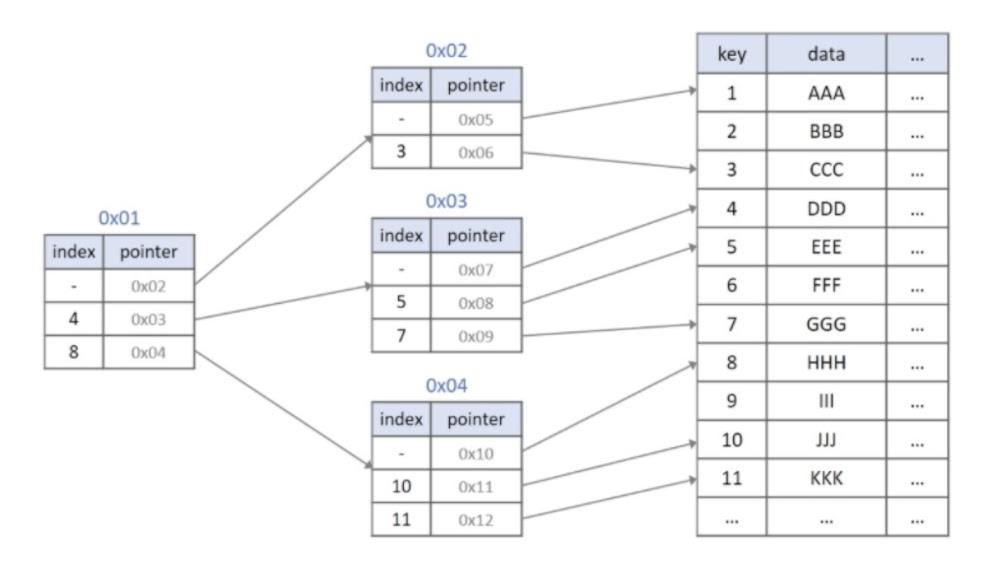 0x01
index pointer
- 0x02
4 0x03
8 0x04
0x02
index pointer
- 0x05
3 0x06
0x03
index pointer
- 0x07
5 0x08
7 0x09
0x04
index pointer
- 0x10
10 0x11
11 0x12
key data ...
1 AAA ...
2 BBB ...
3 CCC ...
4 DDD ...
5 EEE ...
6 FFF ...
7 GGG ...
8 HHH ...
9 III ...
10 JJJ ...
11 KKK ...
... ... ...